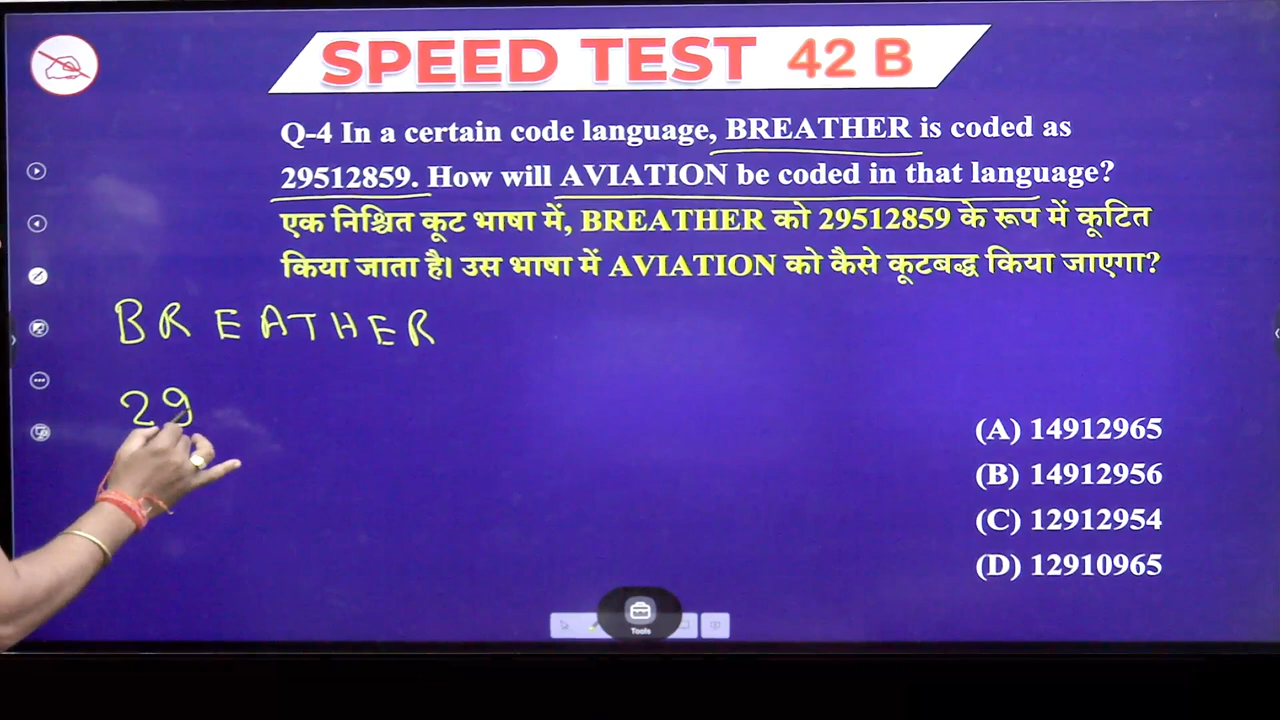 SPEED TEST 42 B
Q-4 In a certain code language, BREATHER is coded as
29512859. How will AVIATION be coded in that language?
एक निश्चित कूट भाषा में, BREATHER को 29512859 के रूप में कूटित
किया जाता है। उस भाषा में AVIATION को कैसे कूटबद्ध किया जाएगा?
BREATHER
29
(A) 14912965
(B) 14912956
(C) 12912954
(D) 12910965
Tools